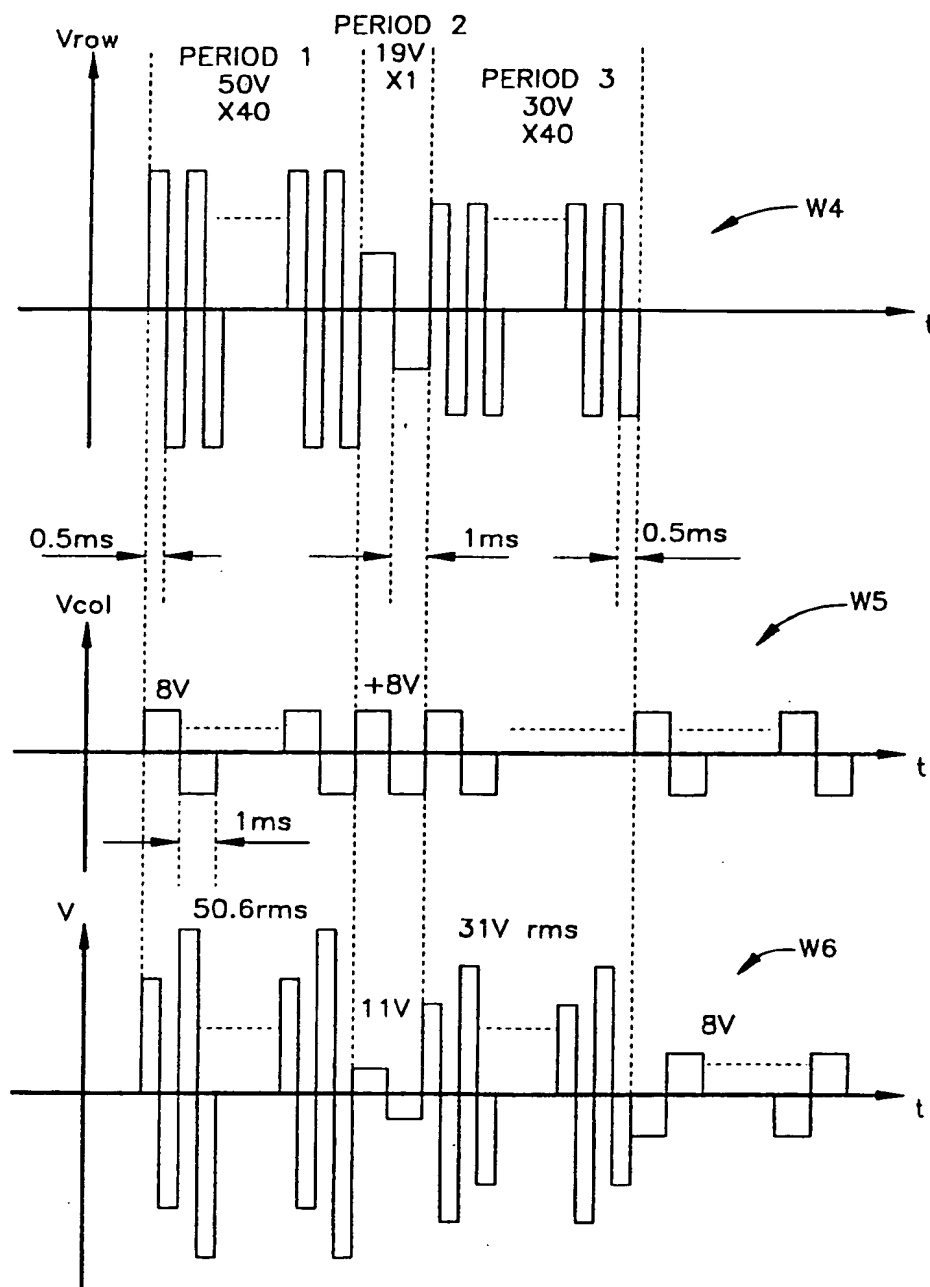 Vrow
PERIOD 1
50V
X40
PERIOD 2
19V
X1
PERIOD 3
30V
X40
W4
t
0.5ms
1ms
0.5ms
Vcol
W5
8V
+8V
t
1ms
V
50.6rms
31V rms
W6
11V
8V
t